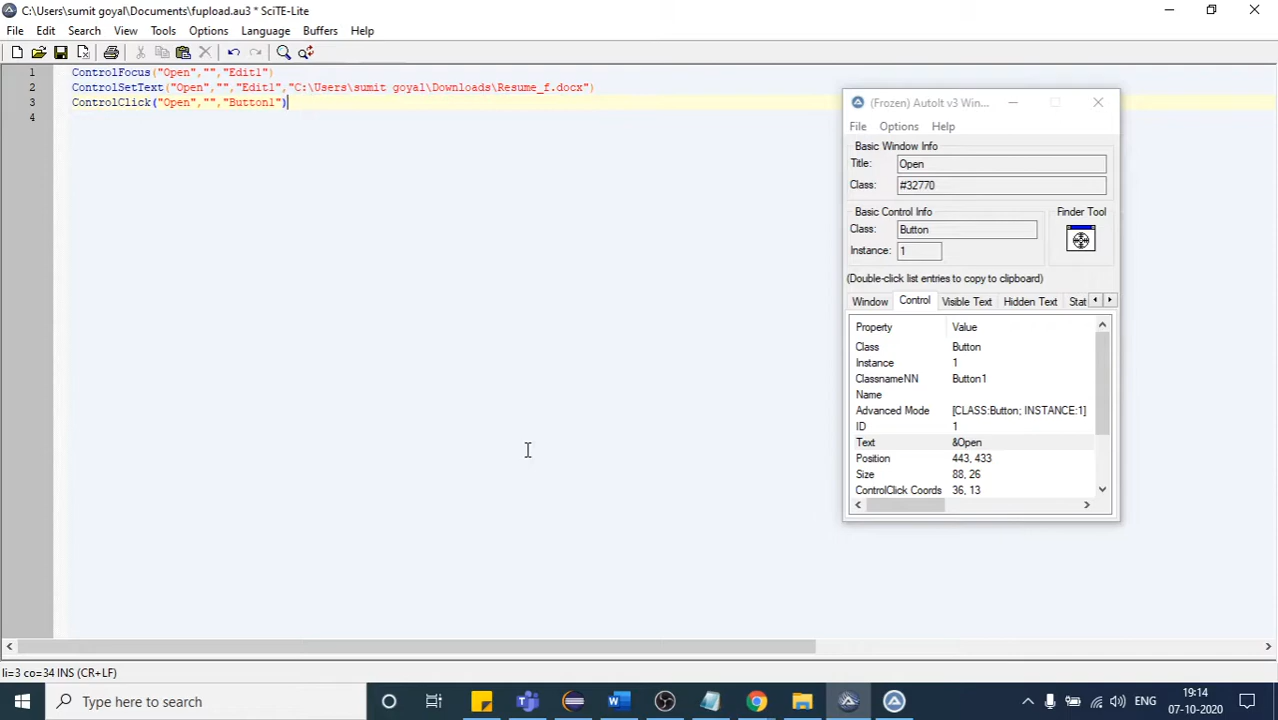 C:\Users\sumit goyal\Documents\fupload.au3 * SciTE-Lite
File Edit Search View Tools Options Language Buffers Help
1 ControlFocus("Open","","Edit1")
2 ControlSetText("Open","","Edit1","C:\Users\sumit goyal\Downloads\Resume_f.docx")
3 ControlClick("Open","","Button1")
4
(Frozen) AutoIt v3 Win...
File Options Help
Basic Window Info
Title: Open
Class: #32770
Basic Control Info
Finder Tool
Class: Button
Instance: 1
(Double-click list entries to copy to clipboard)
Window Control Visible Text Hidden Text Stat
Property Value
Class Button
Instance 1
ClassnameNN Button1
Name
Advanced Mode [CLASS:Button; INSTANCE:1]
ID 1
Text &Open
Position 443, 433
Size 88, 26
ControlClick Coords 36, 13
li=3 co=34 INS (CR+LF)
Type here to search
ENG
19:14
07-10-2020